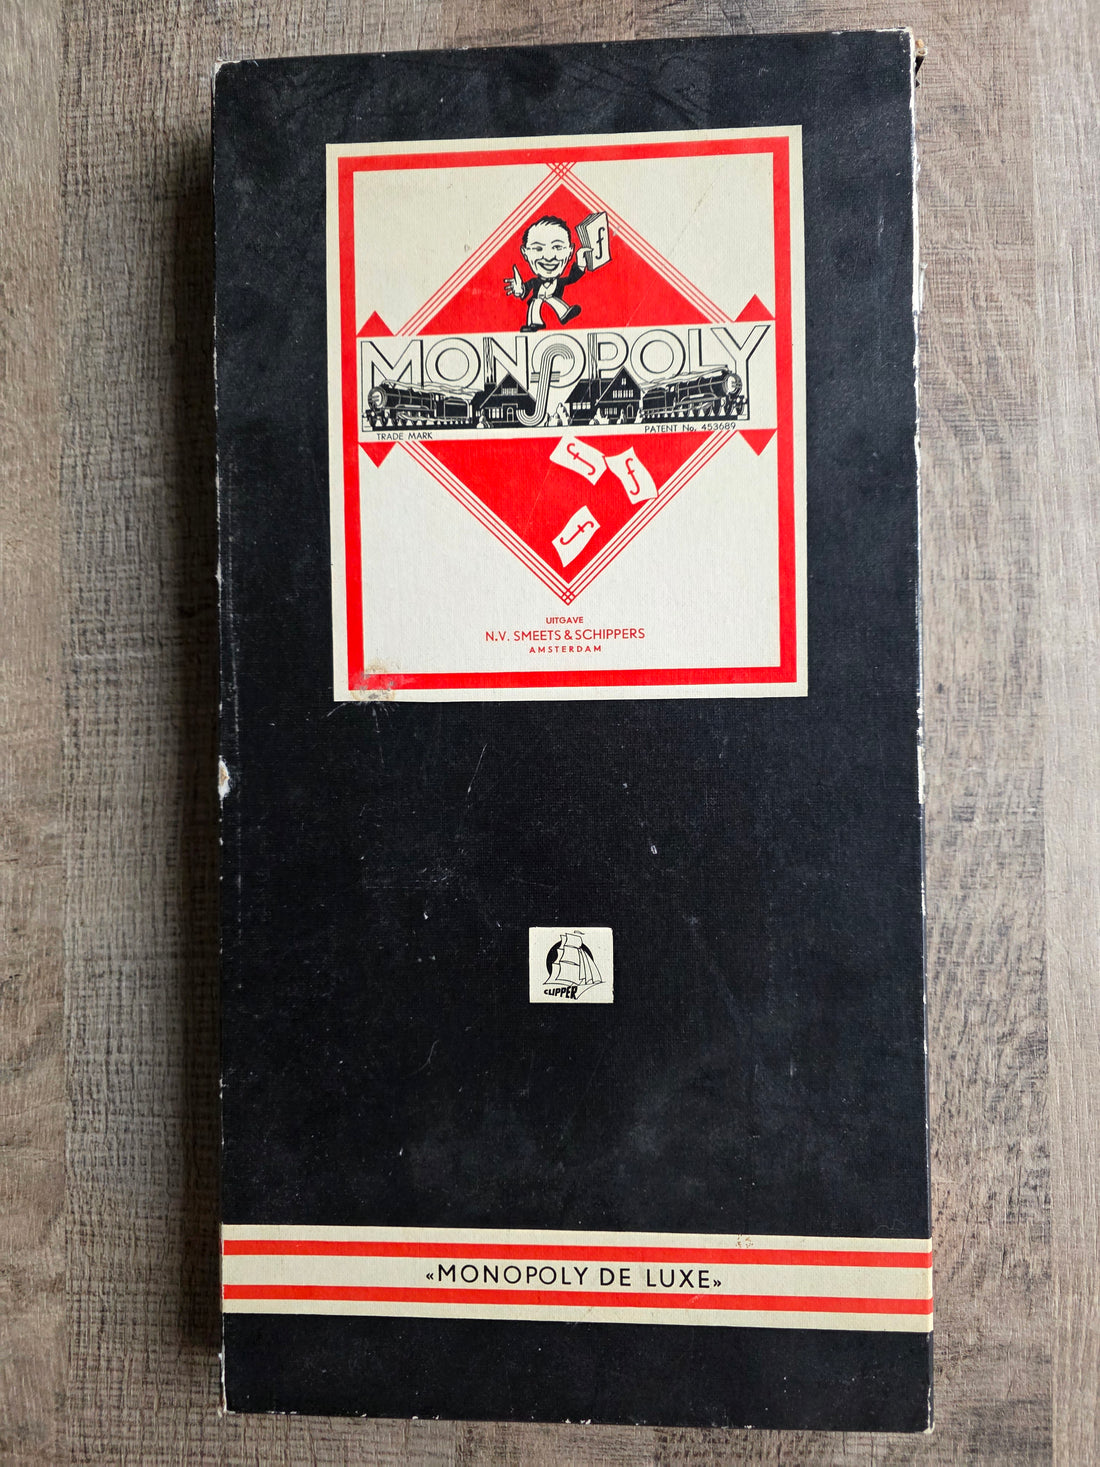 f
MONOPOLY
TRADE MARK PATENT No. 453689
f f
f
UITGAVE
N.V. SMEETS & SCHIPPERS
AMSTERDAM
CLIPPER
«MONOPOLY DE LUXE»